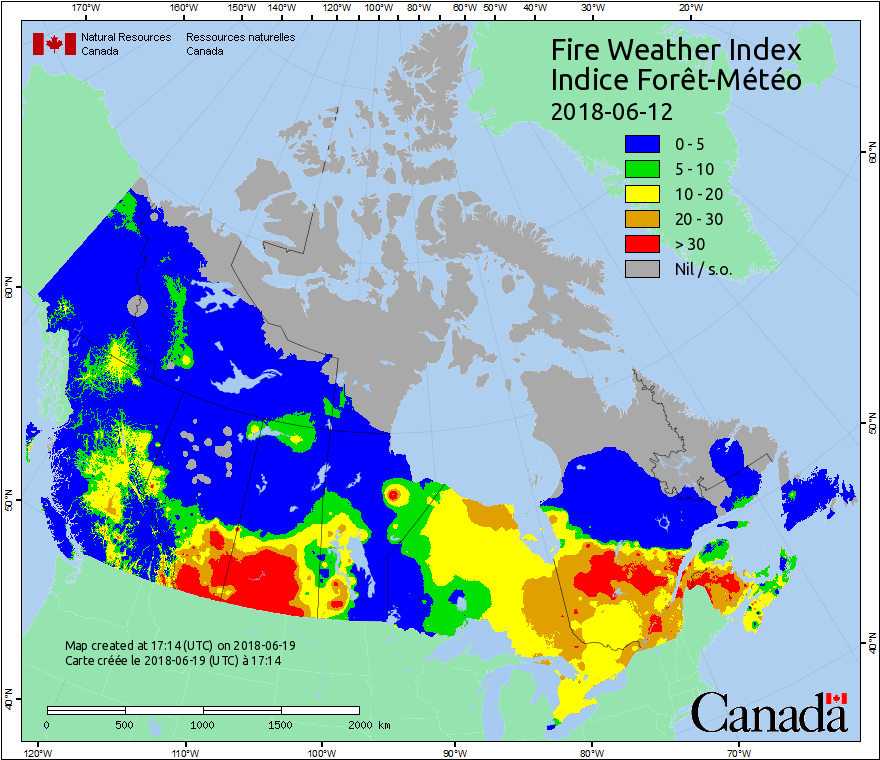 170°W 160°W 150°W 140°W 120°W 100°W 80°W 60°W 50°W 40°W 30°W 20°W
Natural Resources Ressources naturelles
Canada Canada
Fire Weather Index
Indice Forêt-Météo
2018-06-12
0 - 5
5 - 10
10 - 20
20 - 30
> 30
Nil / s.o.
60°N
60°N
50°N
50°N
40°N
40°N
Map created at 17:14 (UTC) on 2018-06-19
Carte créée le 2018-06-19 (UTC) à 17:14
0 500 1000 1500 2000 km
Canada
120°W 110°W 100°W 90°W 80°W 70°W